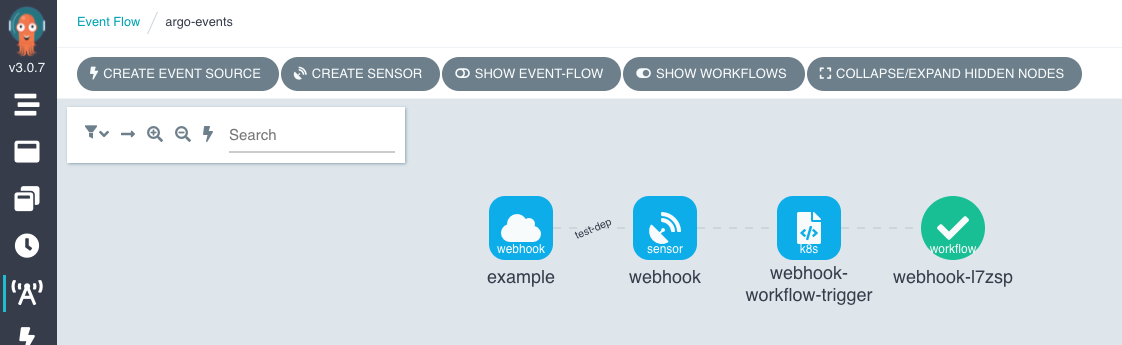 Event Flow / argo-events
v3.0.7
CREATE EVENT SOURCE
CREATE SENSOR
SHOW EVENT-FLOW
SHOW WORKFLOWS
COLLAPSE/EXPAND HIDDEN NODES
Search
webhook
test-dep
sensor
k8s
workflow
example
webhook
webhook-
workflow-trigger
webhook-l7zsp